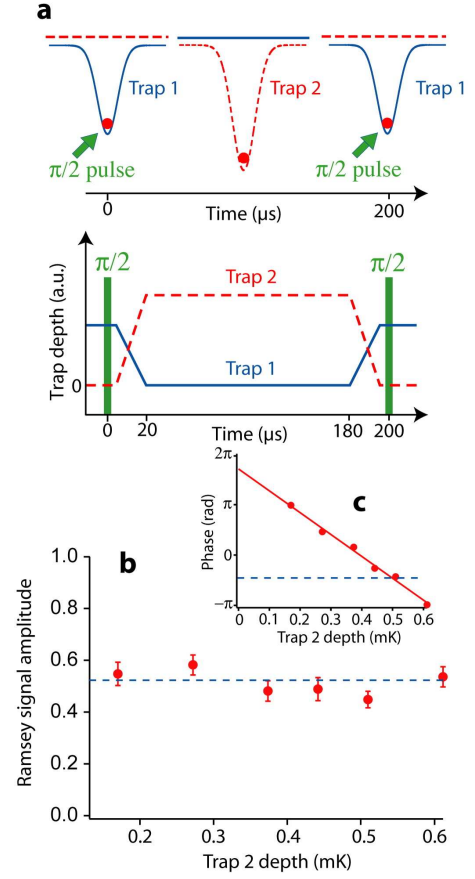 a
Trap 1
Trap 2
Trap 1
π/2 pulse
π/2 pulse
0
200
Time (µs)
π/2
π/2
Trap 2
Trap 1
Trap depth (a.u.)
0
0
20
180
200
Time (µs)
c
2π
π
0
-π
Phase (rad)
0
0.1
0.2
0.3
0.4
0.5
0.6
Trap 2 depth (mK)
b
1.0
0.8
0.6
0.4
0.2
0.0
Ramsey signal amplitude
0.2
0.3
0.4
0.5
0.6
Trap 2 depth (mK)